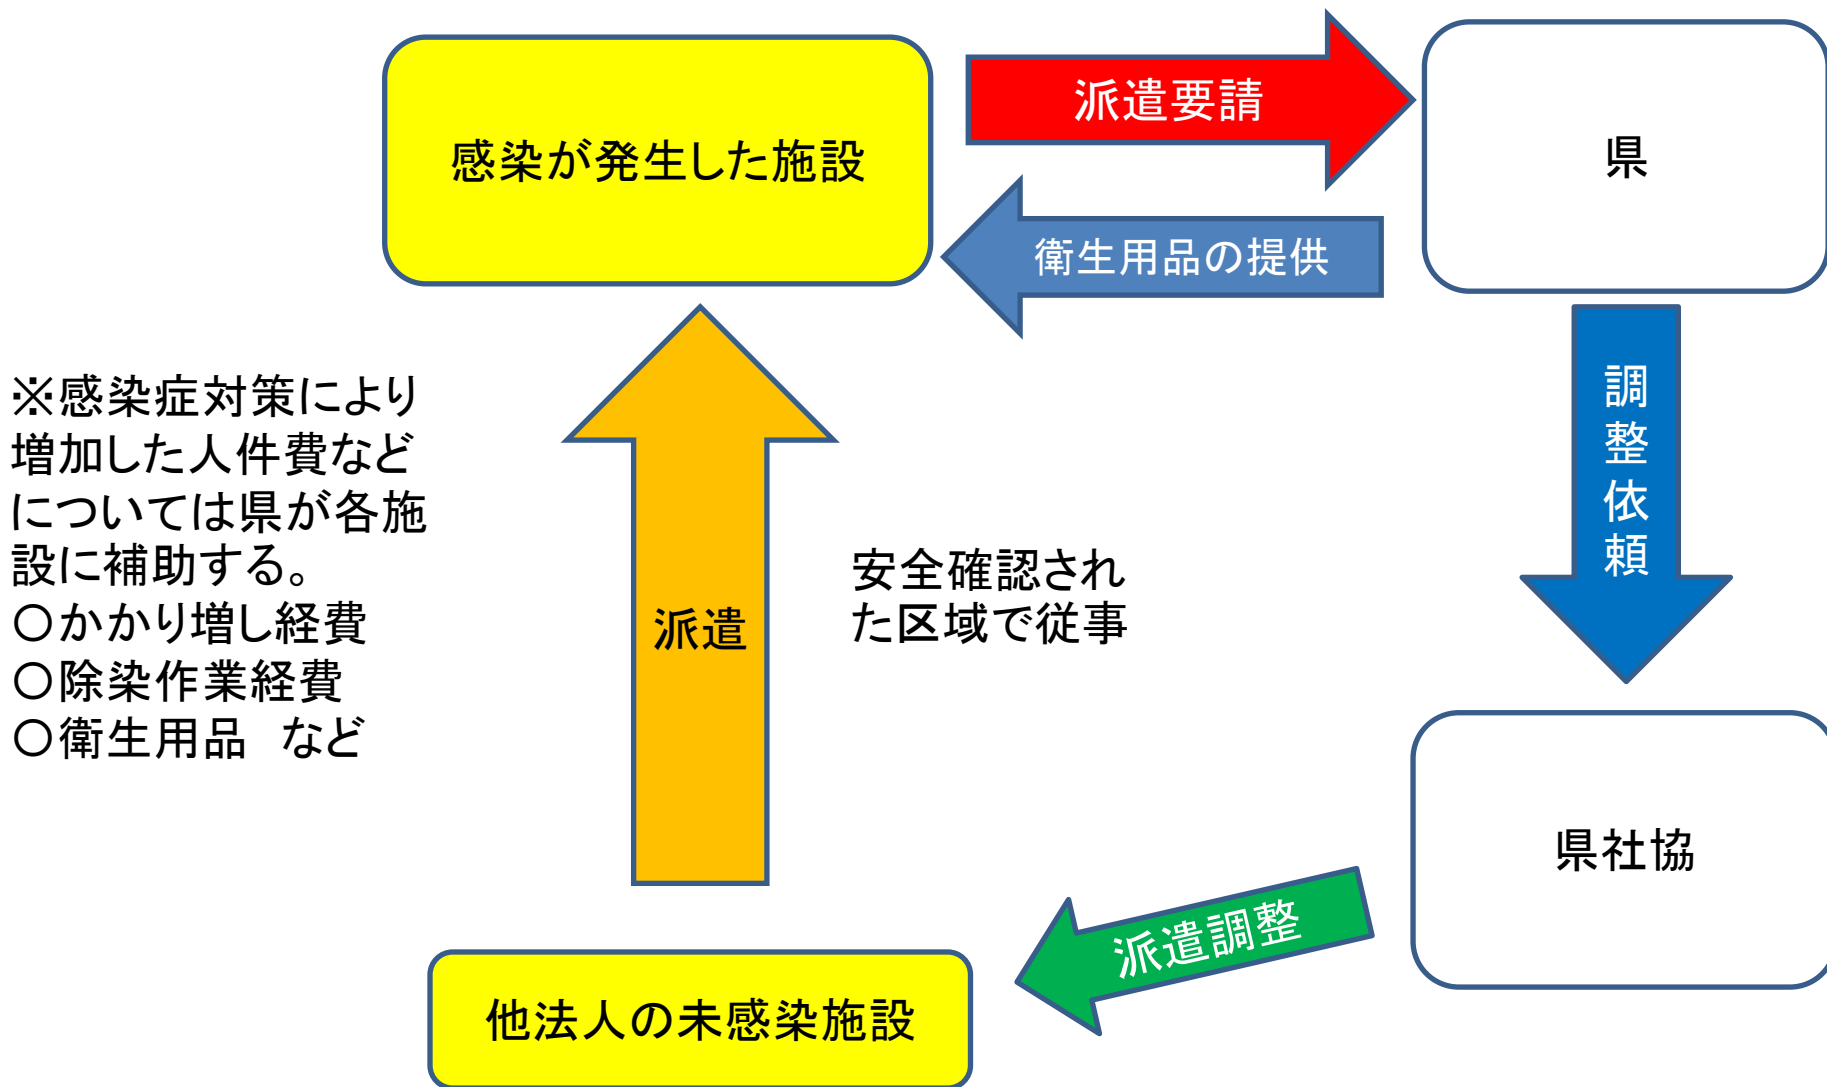 感染が発生した施設
派遣要請
県
衛生用品の提供
調整依頼
※感染症対策により
増加した人件費など
については県が各施
設に補助する。
○かかり増し経費
○除染作業経費
○衛生用品　など
派遣
安全確認され
た区域で従事
県社協
派遣調整
他法人の未感染施設